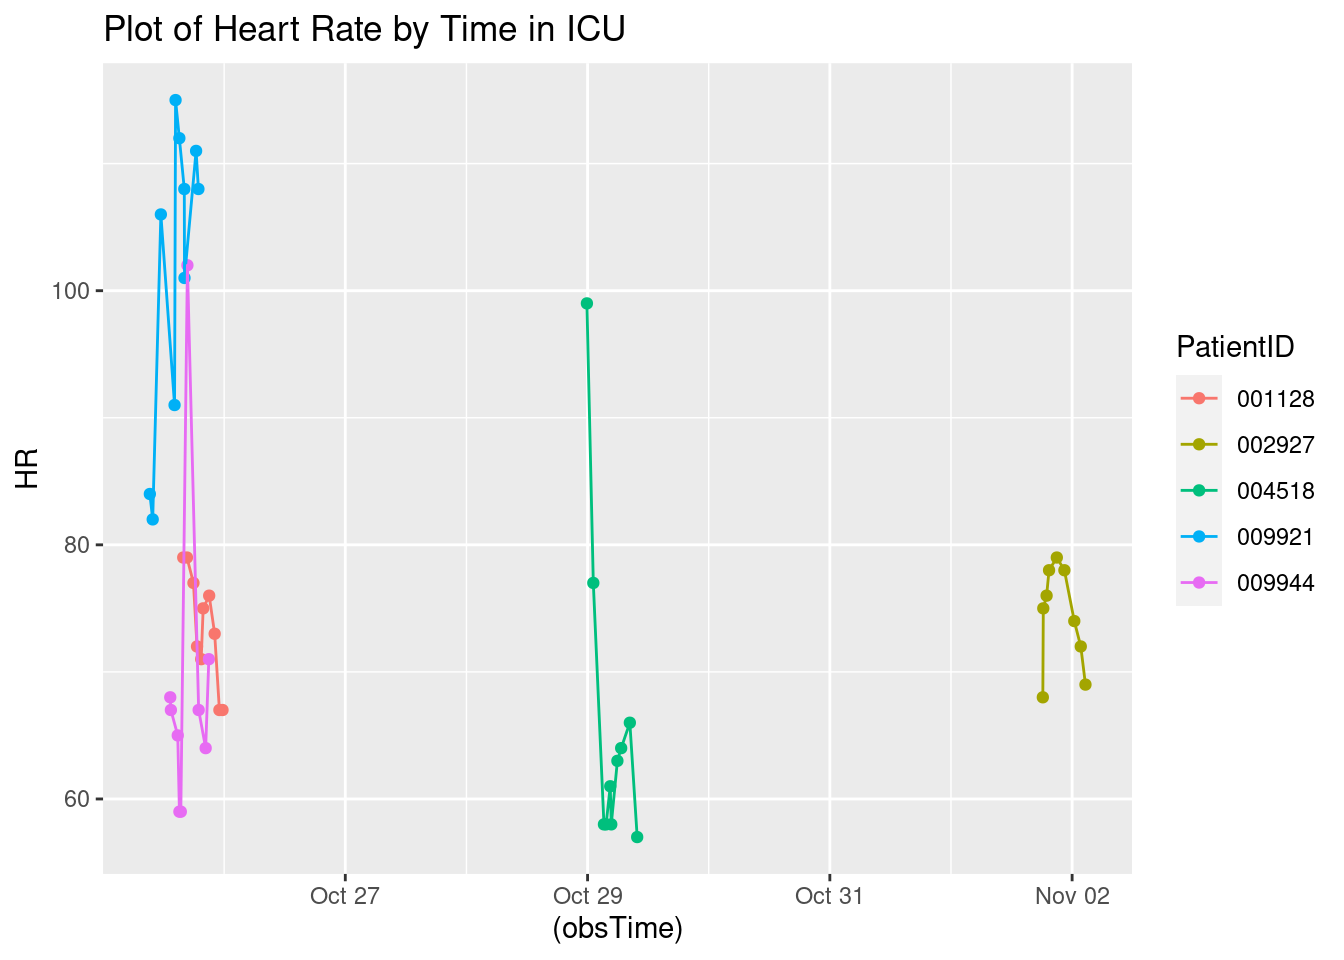 Plot of Heart Rate by Time in ICU
HR
100
80
60
Oct 27
Oct 29
Oct 31
Nov 02
(obsTime)
PatientID
001128
002927
004518
009921
009944